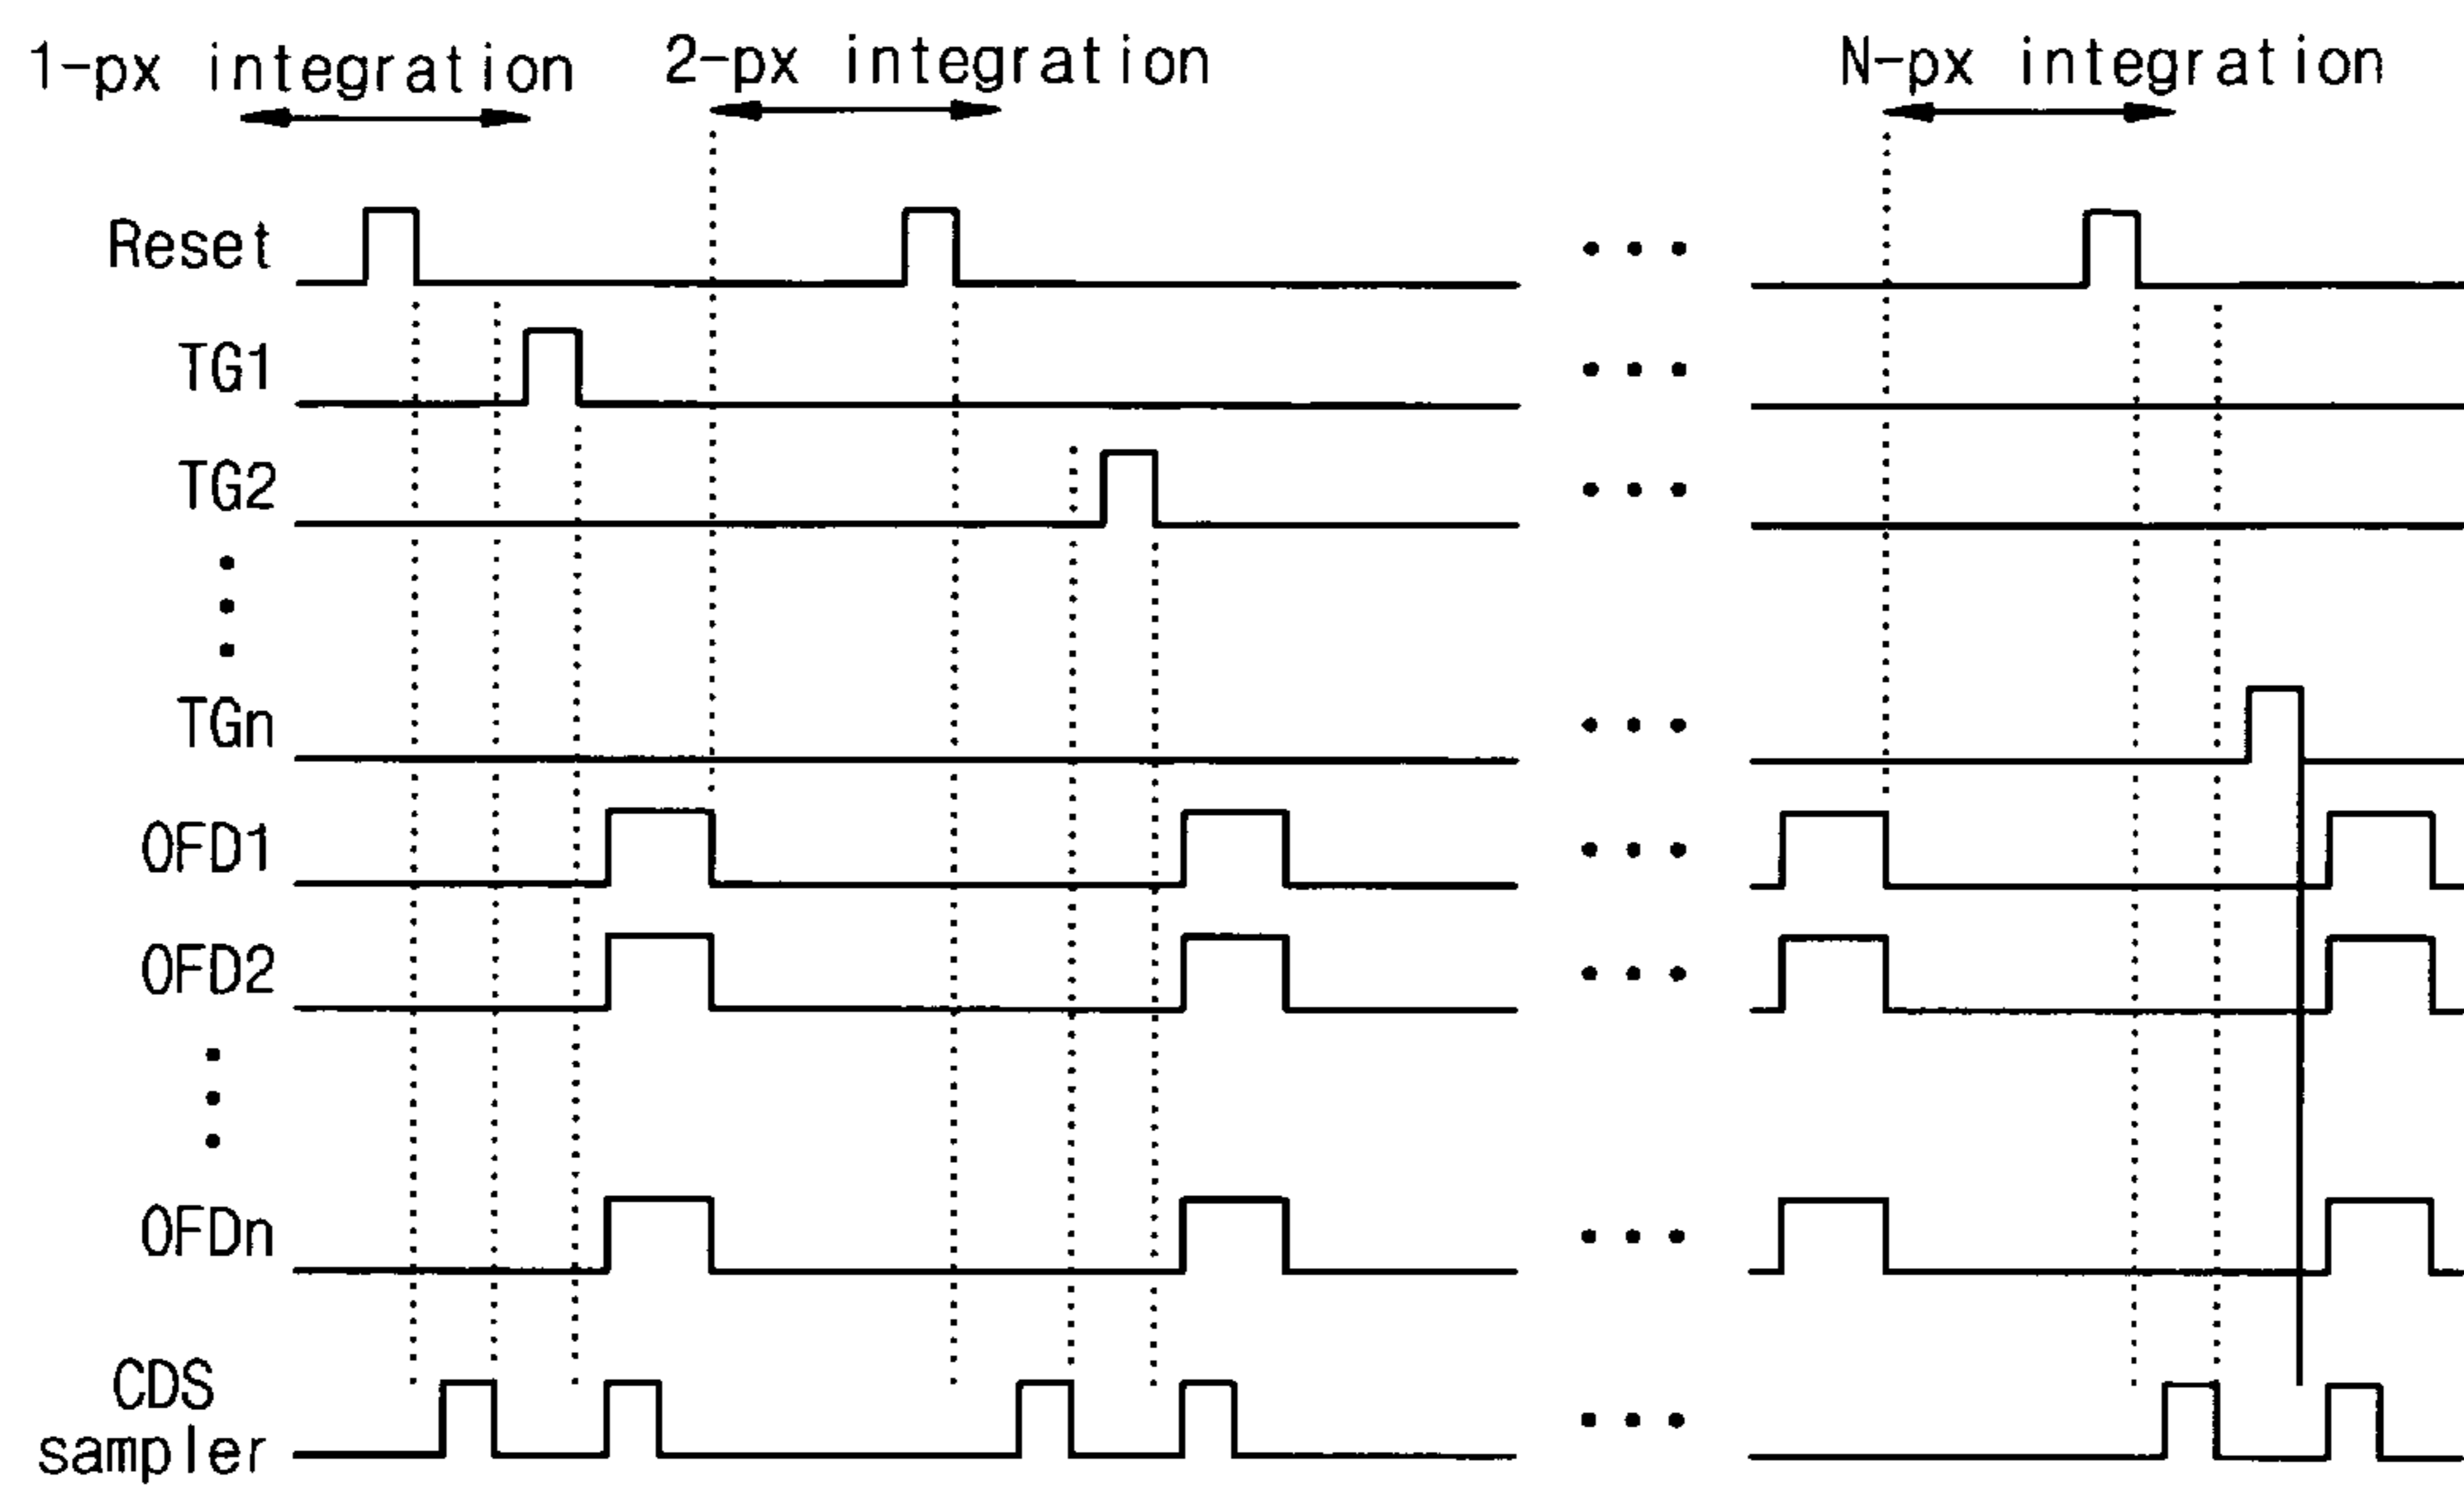 1-px integration
2-px integration
N-px integration
Reset
TG1
TG2
TGn
OFD1
OFD2
OFDn
CDS
sampler